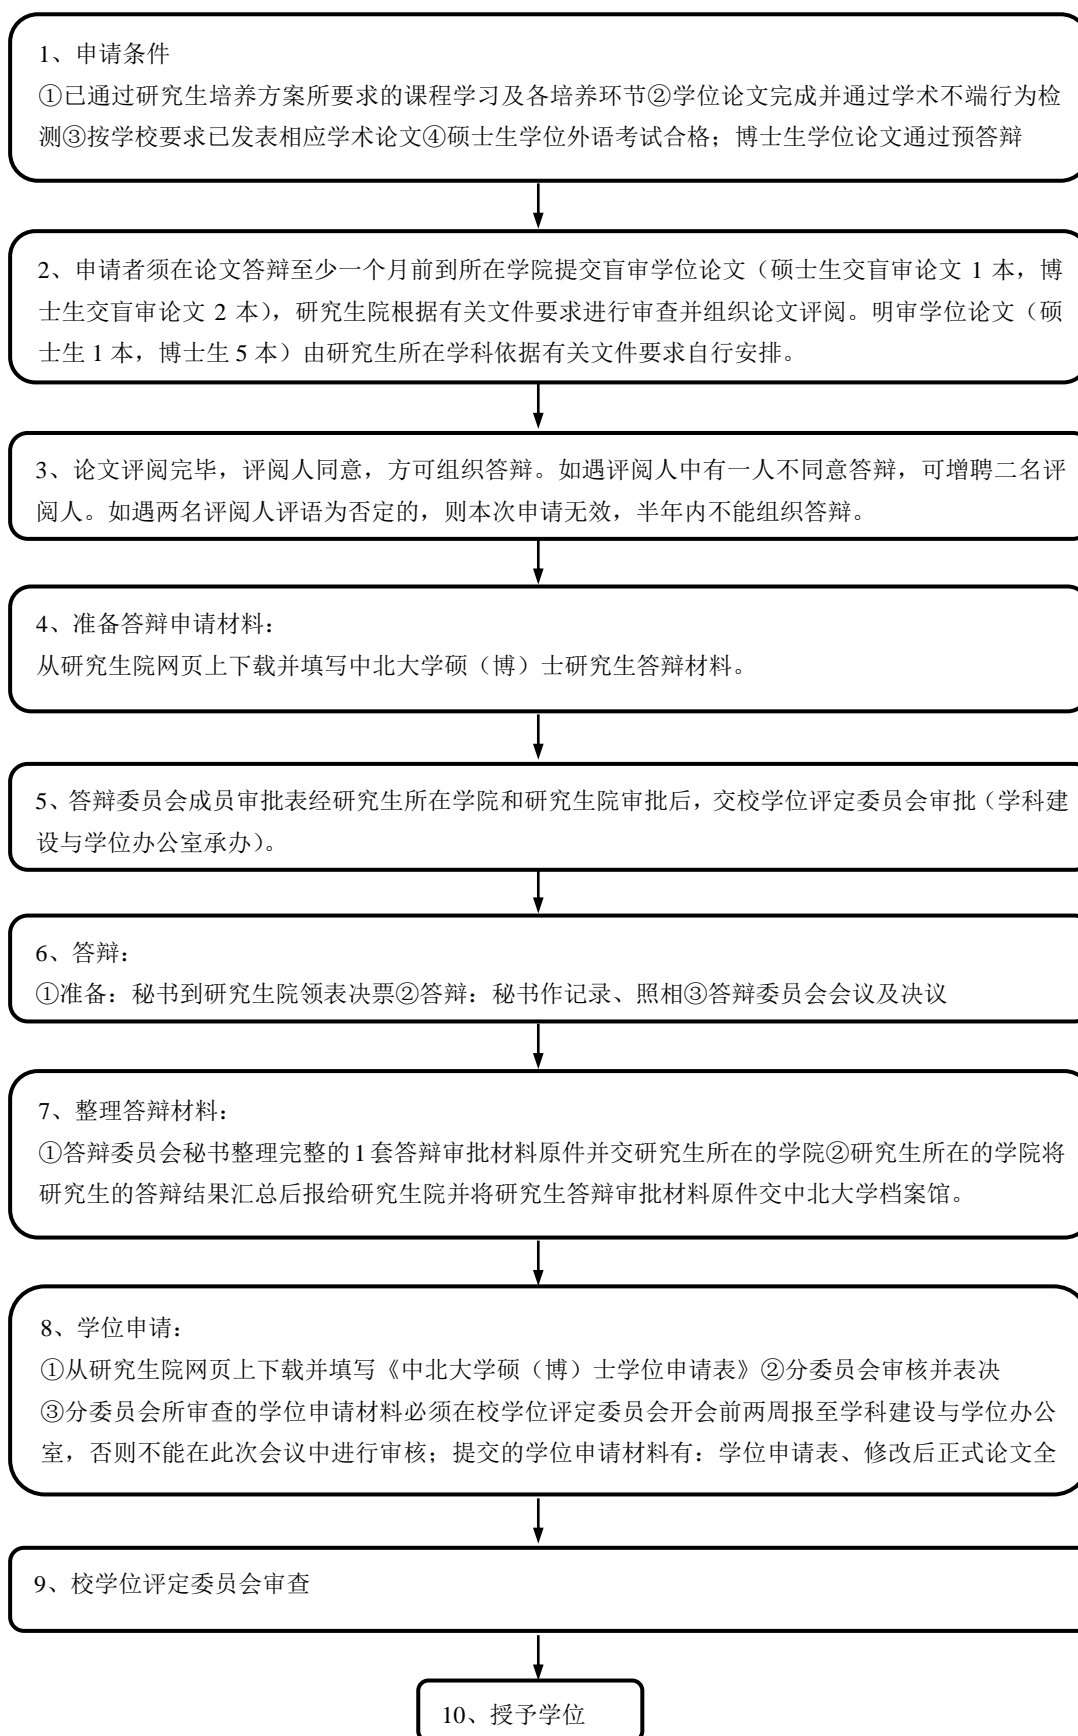 1、申请条件
①已通过研究生培养方案所要求的课程学习及各培养环节②学位论文完成并通过学术不端行为检
测③按学校要求已发表相应学术论文④硕士生学位外语考试合格；博士生学位论文通过预答辩
2、申请者须在论文答辩至少一个月前到所在学院提交盲审学位论文（硕士生交盲审论文 1 本，博
士生交盲审论文 2 本），研究生院根据有关文件要求进行审查并组织论文评阅。明审学位论文（硕
士生 1 本，博士生 5 本）由研究生所在学科依据有关文件要求自行安排。
3、论文评阅完毕，评阅人同意，方可组织答辩。如遇评阅人中有一人不同意答辩，可增聘二名评
阅人。如遇两名评阅人评语为否定的，则本次申请无效，半年内不能组织答辩。
4、准备答辩申请材料：
从研究生院网页上下载并填写中北大学硕（博）士研究生答辩材料。
5、答辩委员会成员审批表经研究生所在学院和研究生院审批后，交校学位评定委员会审批（学科建
设与学位办公室承办）。
6、答辩：
①准备：秘书到研究生院领表决票②答辩：秘书作记录、照相③答辩委员会会议及决议
7、整理答辩材料：
①答辩委员会秘书整理完整的 1 套答辩审批材料原件并交研究生所在的学院②研究生所在的学院将
研究生的答辩结果汇总后报给研究生院并将研究生答辩审批材料原件交中北大学档案馆。
8、学位申请：
①从研究生院网页上下载并填写《中北大学硕（博）士学位申请表》②分委员会审核并表决
③分委员会所审查的学位申请材料必须在校学位评定委员会开会前两周报至学科建设与学位办公
室，否则不能在此次会议中进行审核；提交的学位申请材料有：学位申请表、修改后正式论文全
9、校学位评定委员会审查
10、授予学位